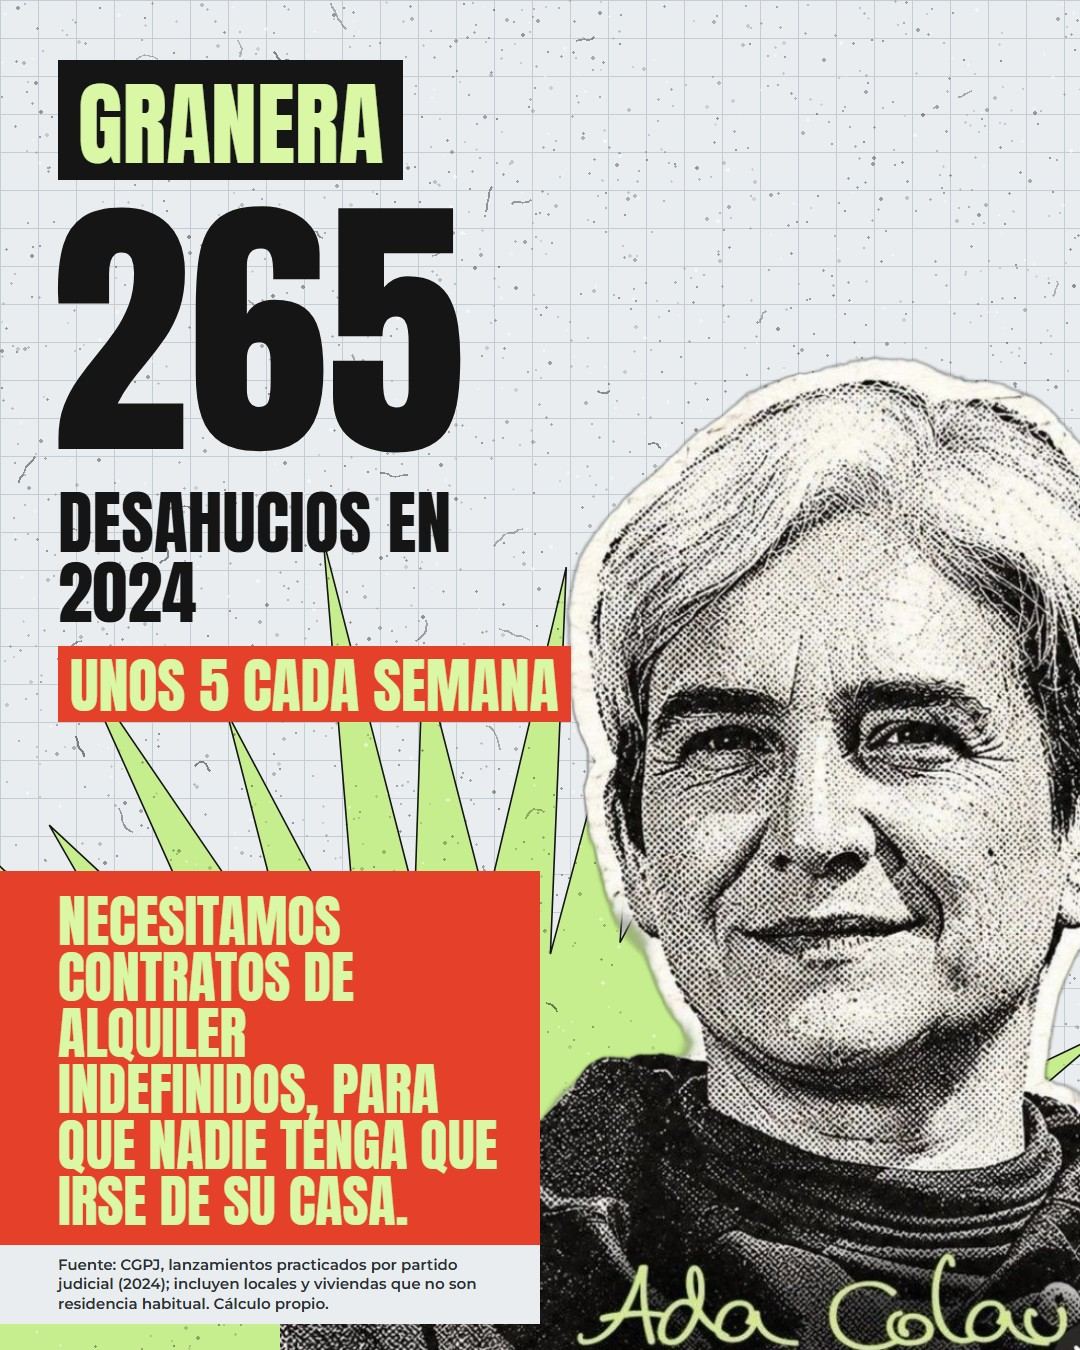 GRANERA
265
DESAHUCIOS EN
2024
UNOS 5 CADA SEMANA
NECESITAMOS
CONTRATOS DE
ALQUILER
INDEFINIDOS, PARA
QUE NADIE TENGA QUE
IRSE DE SU CASA.
Fuente: CGPJ, lanzamientos practicados por partido
judicial (2024); incluyen locales y viviendas que no son
residencia habitual. Cálculo propio.
Ada Colau